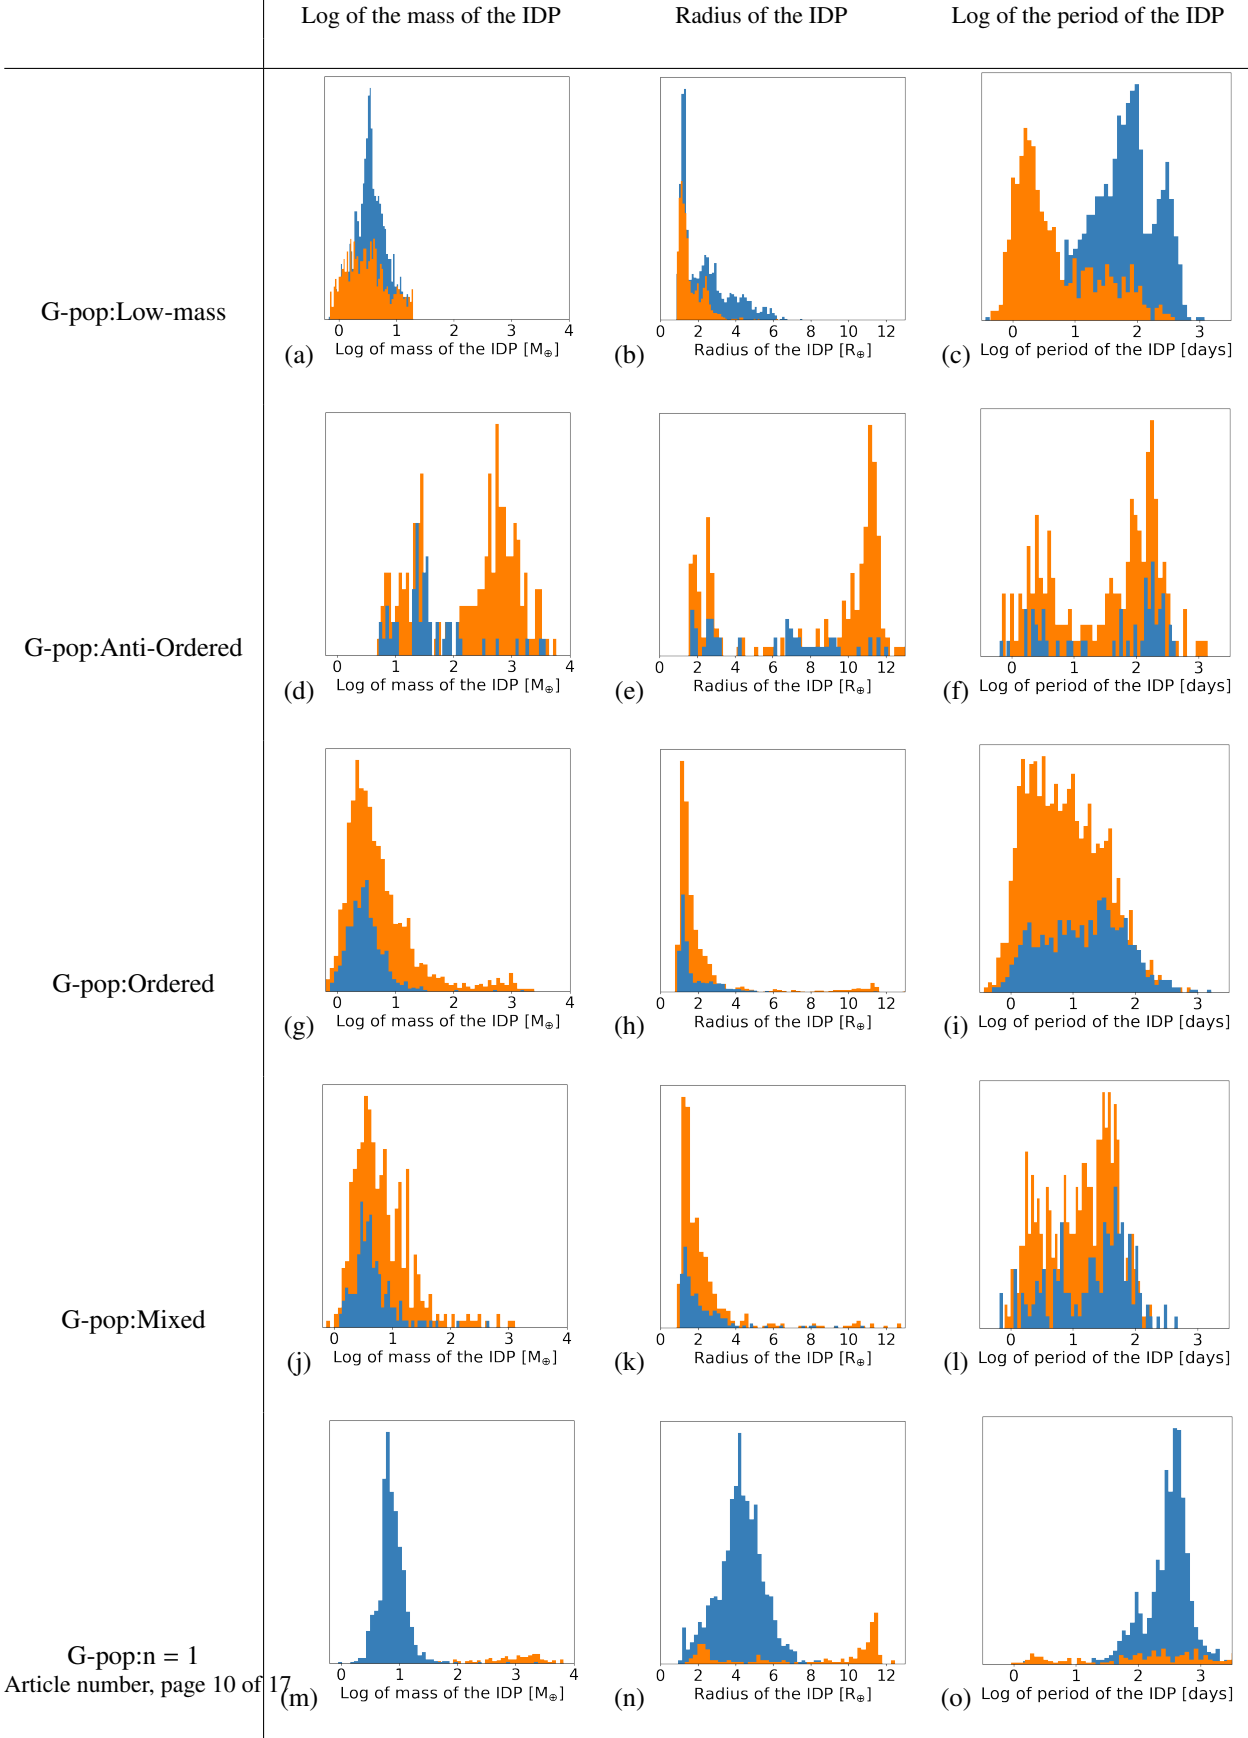 Log of the mass of the IDP Radius of the IDP Log of the period of the IDP
G-pop:Low-mass
0 1 2 3 4
(a) Log of mass of the IDP [M⊕]
0 2 4 6 8 10 12
(b) Radius of the IDP [R⊕]
0 1 2 3
(c) Log of period of the IDP [days]
G-pop:Anti-Ordered
0 1 2 3 4
(d) Log of mass of the IDP [M⊕]
0 2 4 6 8 10 12
(e) Radius of the IDP [R⊕]
0 1 2 3
(f) Log of period of the IDP [days]
G-pop:Ordered
0 1 2 3 4
(g) Log of mass of the IDP [M⊕]
0 2 4 6 8 10 12
(h) Radius of the IDP [R⊕]
0 1 2 3
(i) Log of period of the IDP [days]
G-pop:Mixed
0 1 2 3 4
(j) Log of mass of the IDP [M⊕]
0 2 4 6 8 10 12
(k) Radius of the IDP [R⊕]
0 1 2 3
(l) Log of period of the IDP [days]
G-pop:n = 1
0 1 2 3 4
(m) Log of mass of the IDP [M⊕]
0 2 4 6 8 10 12
(n) Radius of the IDP [R⊕]
0 1 2 3
(o) Log of period of the IDP [days]
Article number, page 10 of 17